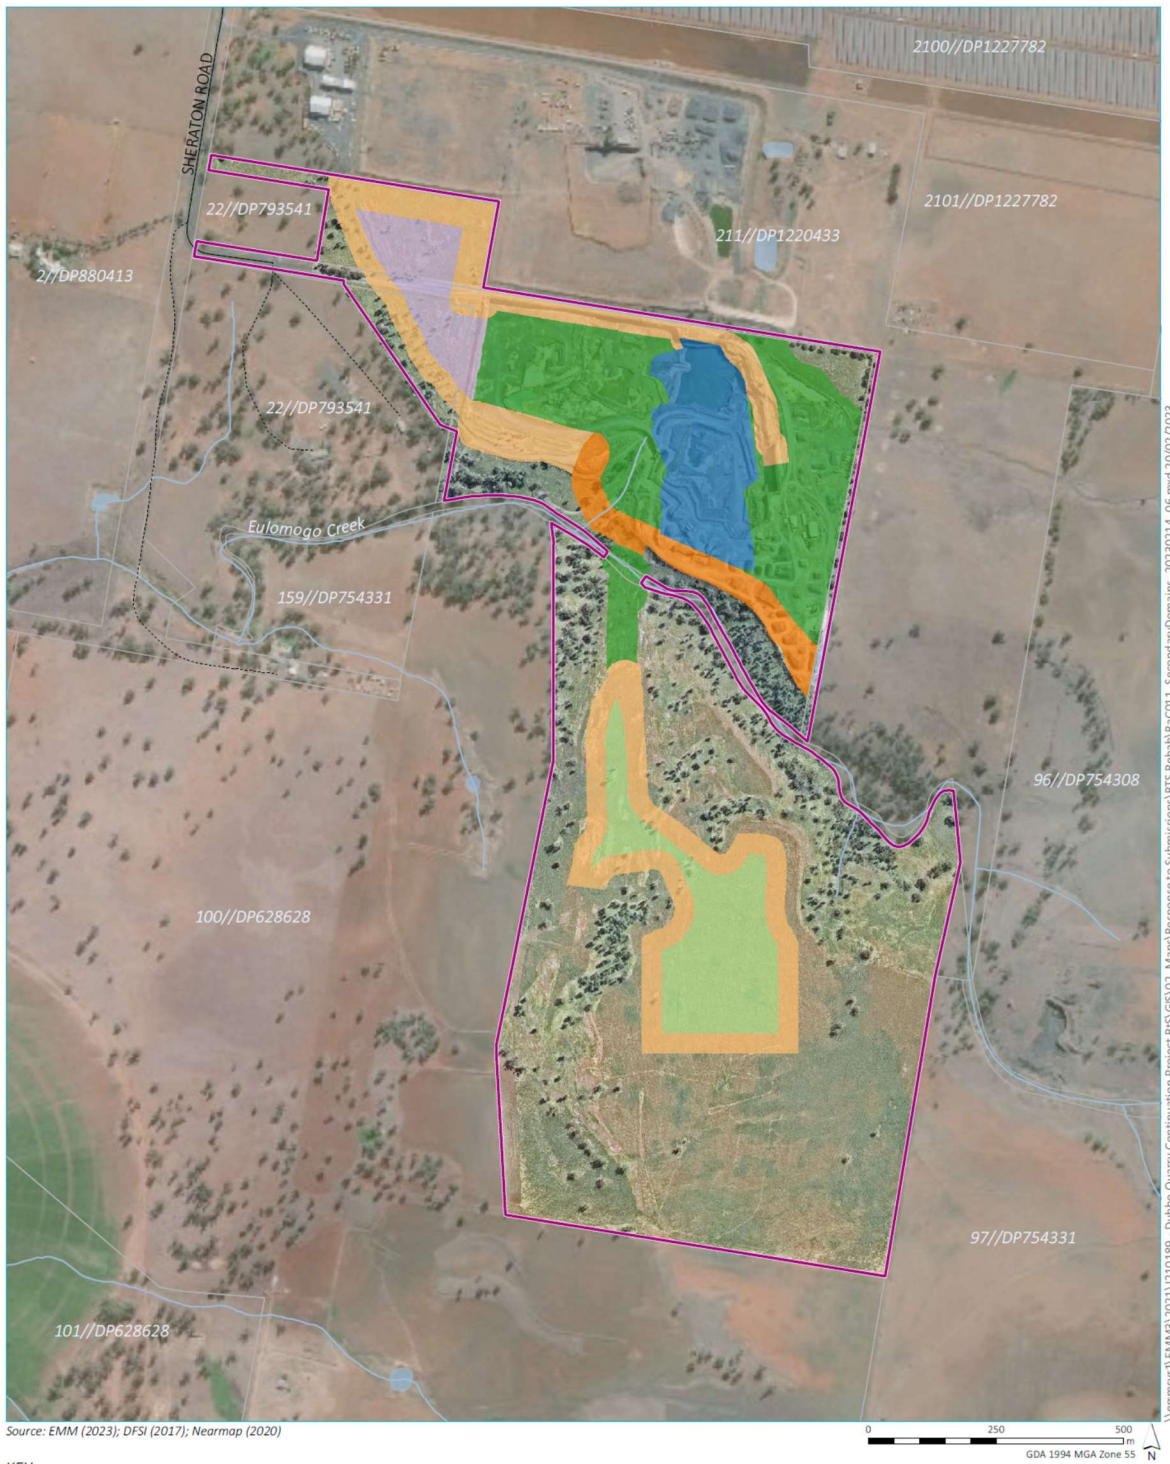 2100//DP1227782
SHERATON ROAD
22//DP793541
2101//DP1227782
211//DP1220433
2//DP880413
22//DP793541
Eulomogo Creek
159//DP754331
96//DP754308
100//DP628628
97//DP754331
101//DP628628
Source: EMM (2023); DFSI (2017); Nearmap (2020)
0 250 500
m
GDA 1994 MGA Zone 55
N